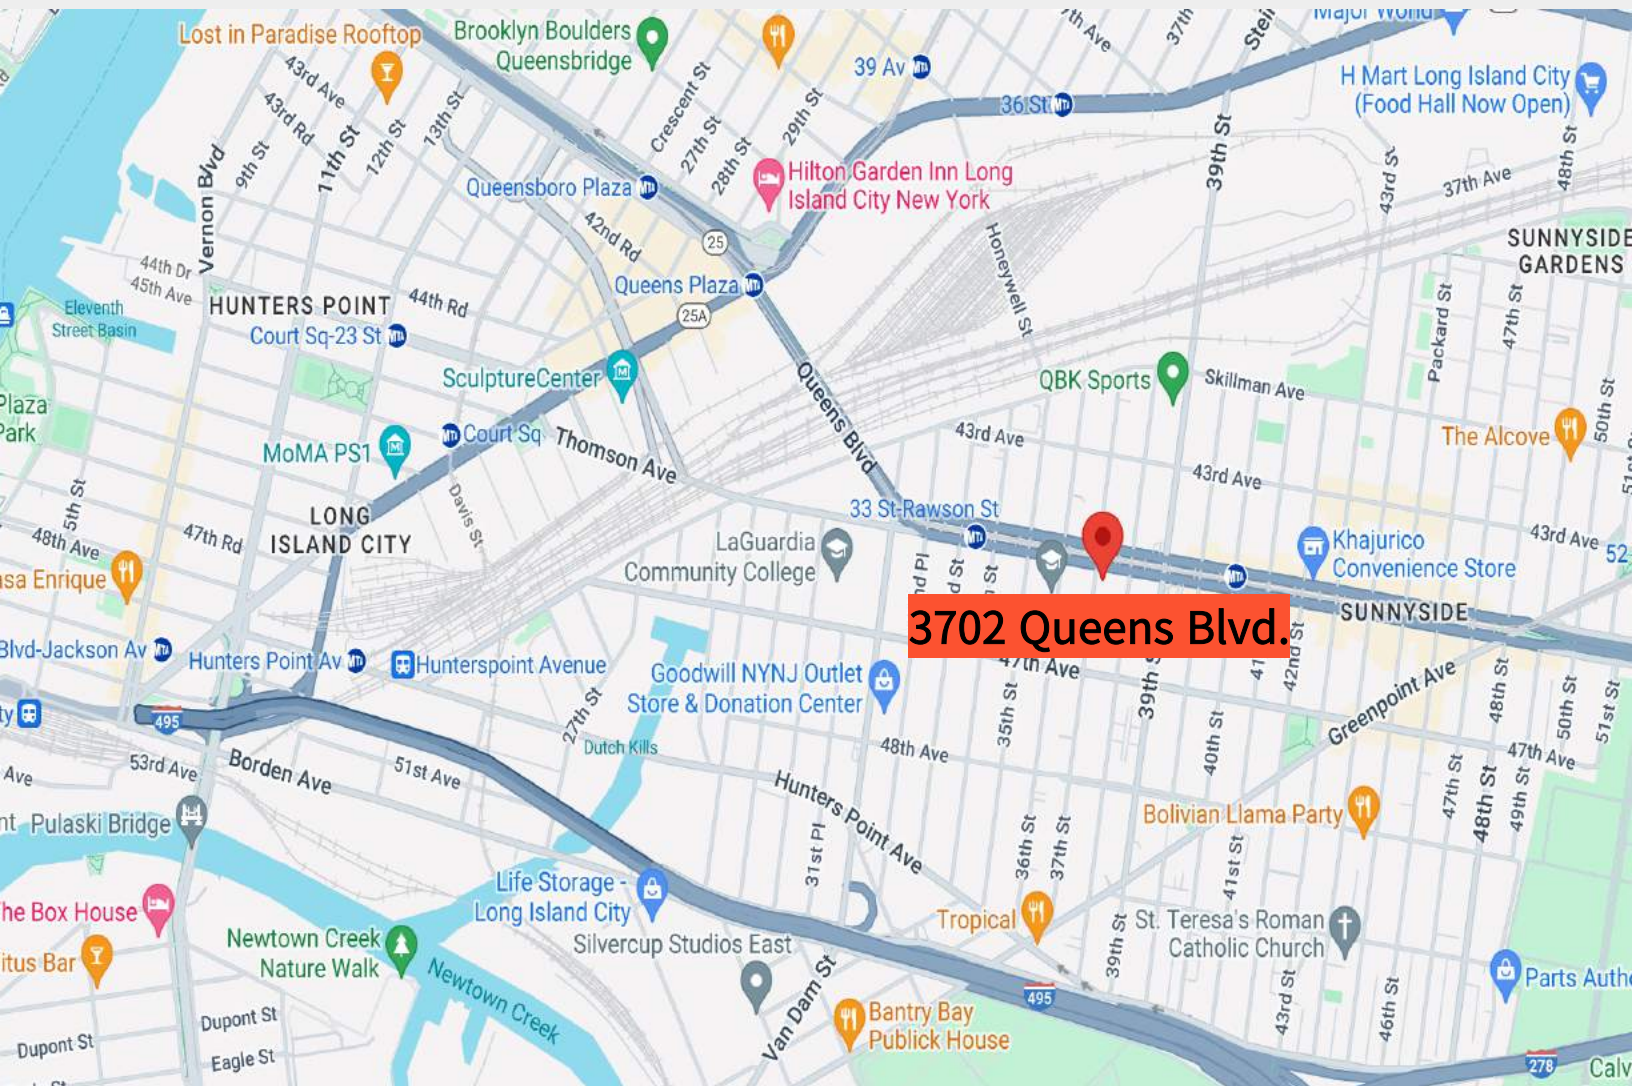 Lost in Paradise Rooftop
Brooklyn Boulders
Queensbridge
7th Ave
37th
Major World
39 Av
36 St
H Mart Long Island City
(Food Hall Now Open)
43rd Ave
43rd Rd
9th St
11th St
12th St
13th St
Vernon Blvd
Crescent St
27th St
28th St
29th St
39th St
43rd St
48th St
37th Ave
Hilton Garden Inn Long
Island City New York
Queensboro Plaza
42nd Rd
25
Honeywell St
SUNNYSIDE
GARDENS
44th Dr
45th Ave
Eleventh
Street Basin
HUNTERS POINT
44th Rd
Court Sq-23 St
Queens Plaza
25A
Packard St
47th St
SculptureCenter
Queens Blvd
QBK Sports
Skillman Ave
50th St
Plaza
Park
MoMA PS1
Court Sq
Thomson Ave
43rd Ave
43rd Ave
The Alcove
51st
5th St
48th Ave
47th Rd
LONG
ISLAND CITY
Davis St
33 St-Rawson St
LaGuardia
Community College
Khajurico
Convenience Store
43rd Ave
52
asa Enrique
nd Pl
rd St
St
3702 Queens Blvd.
SUNNYSIDE
Blvd-Jackson Av
Hunters Point Av
Hunterspoint Avenue
Goodwill NYNJ Outlet
Store & Donation Center
47th Ave
35th St
39th S
40th St
41
42nd St
Greenpoint Ave
48th St
50th St
51st St
ty
495
27th St
Dutch Kills
48th Ave
47th Ave
Ave
53rd Ave
Borden Ave
51st Ave
Hunters Point Ave
Bolivian Llama Party
47th St
48th St
49th St
nt
Pulaski Bridge
31st Pl
36th St
37th St
41st St
Life Storage -
Long Island City
The Box House
Tropical
39th St
St. Teresa's Roman
Catholic Church
Newtown Creek
Nature Walk
Silvercup Studios East
itus Bar
Newtown Creek
Van Dam St
495
43rd St
46th St
Parts Autho
Dupont St
Dupont St
Eagle St
Bantry Bay
Publick House
278
Calv